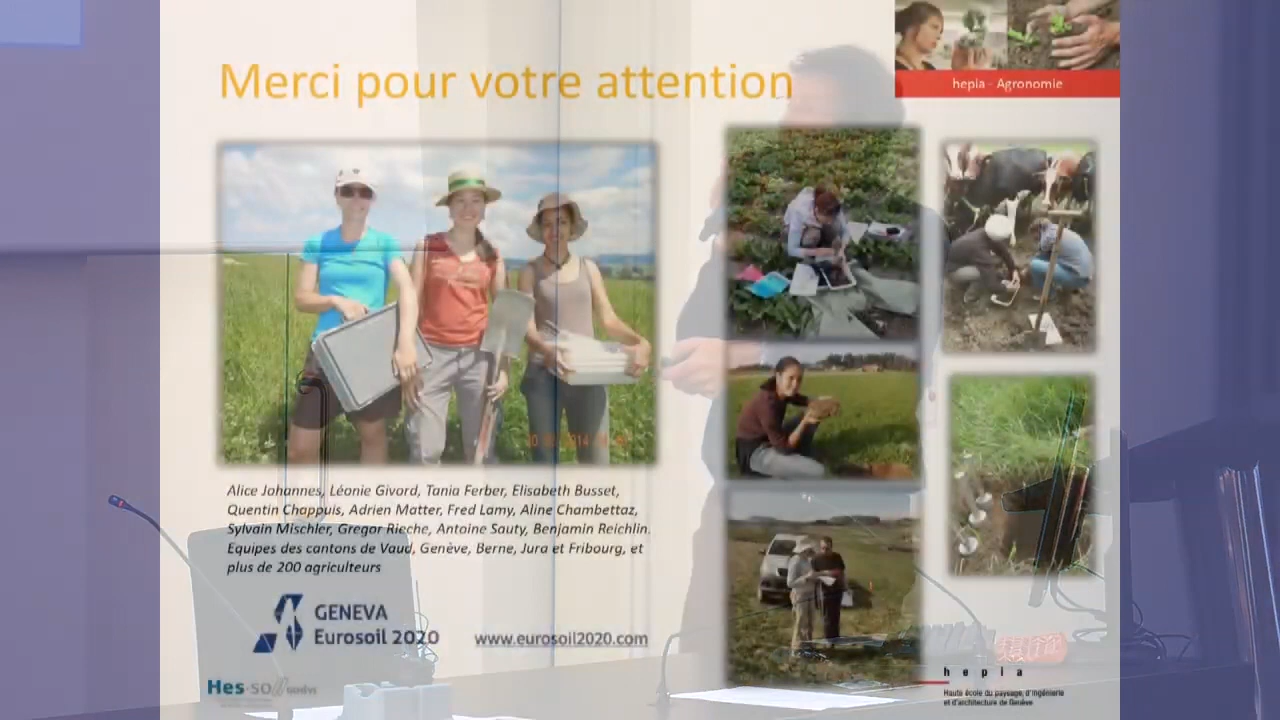 Merci pour votre attention
hepia - Agronomie
Alice Johannes, Léonie Givord, Tania Ferber, Elisabeth Busset,
Quentin Chappuis, Adrien Matter, Fred Lamy, Aline Chambettaz,
Sylvain Mischler, Gregor Rieche, Antoine Sauty, Benjamin Reichlin.
Equipes des cantons de Vaud, Genève, Berne, Jura et Fribourg, et
plus de 200 agriculteurs
GENEVA
Eurosoil 2020
www.eurosoil2020.com
Hes·so
h e p i a
Haute école du paysage, d'ingénierie
et d'architecture de Genève